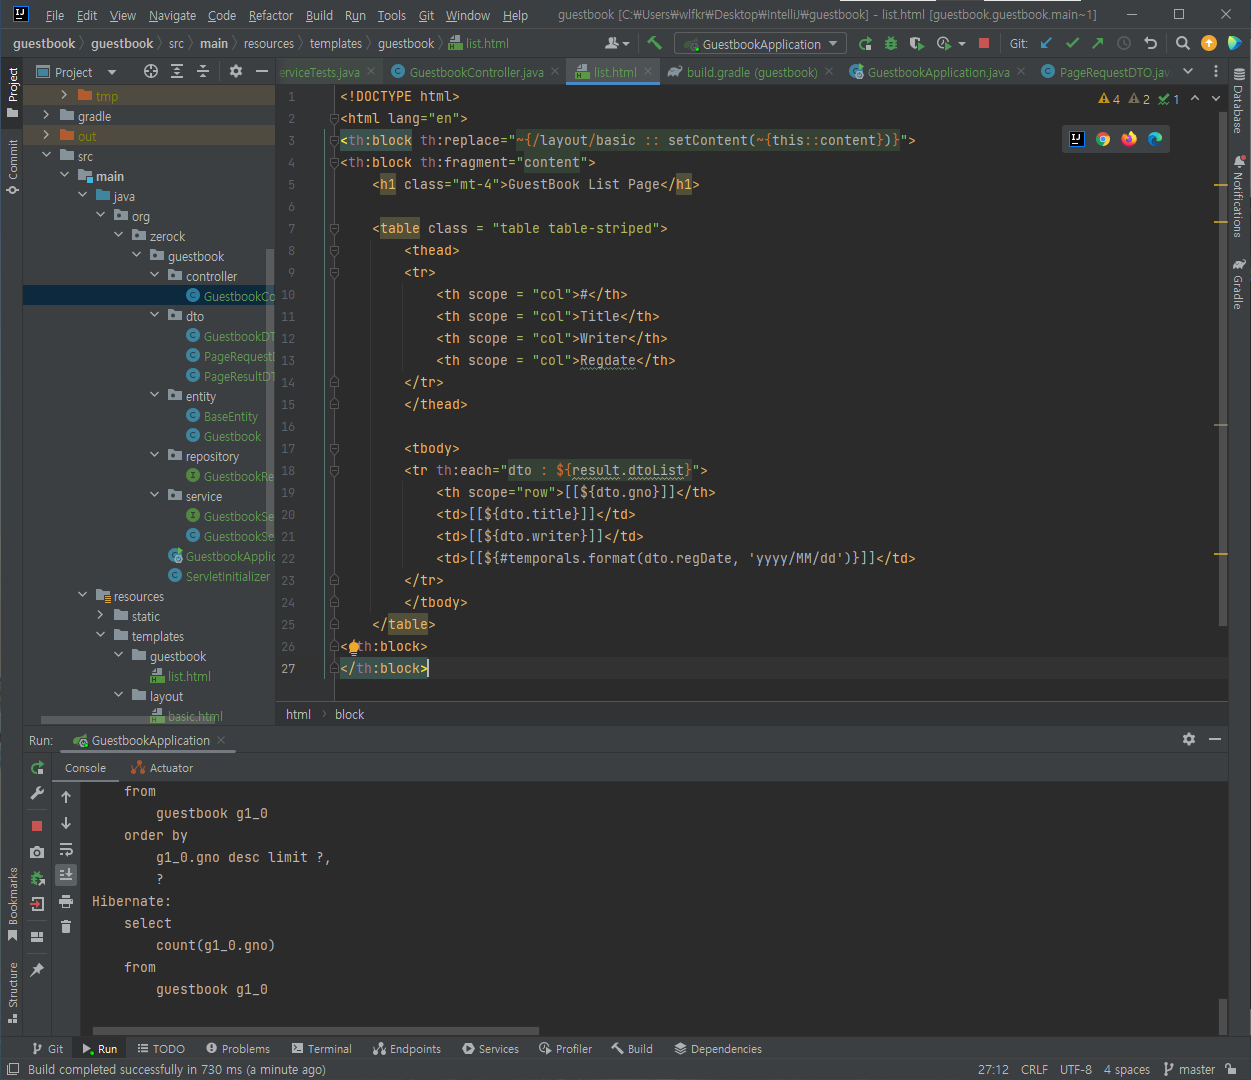 File Edit View Navigate Code Refactor Build Run Tools Git Window Help guestbook [C:₩Users₩wlfkr₩Desktop₩IntelliJ₩guestbook] - list.html [guestbook.guestbook.main~1]
guestbook guestbook src main resources templates guestbook list.html GuestbookApplication Git:
Project erviceTests.java GuestbookController.java list.html build.gradle (guestbook) GuestbookApplication.java PageRequestDTO.jav
Project
Commit
Bookmarks
Structure
Database
Notifications
Gradle
tmp
gradle
out
src
main
java
org
zerock
guestbook
controller
GuestbookCo
dto
GuestbookDT
PageRequestD
PageResultDT
entity
BaseEntity
Guestbook
repository
GuestbookRe
service
GuestbookSe
GuestbookSe
GuestbookApplic
ServletInitializer
resources
static
templates
guestbook
list.html
layout
basic.html
4 2 1
1 <!DOCTYPE html>
2 <html lang="en">
3 <th:block th:replace="~{/layout/basic :: setContent(~{this::content})}">
4 <th:block th:fragment="content">
5 <h1 class="mt-4">GuestBook List Page</h1>
6
7 <table class = "table table-striped">
8 <thead>
9 <tr>
10 <th scope = "col">#</th>
11 <th scope = "col">Title</th>
12 <th scope = "col">Writer</th>
13 <th scope = "col">Regdate</th>
14 </tr>
15 </thead>
16
17 <tbody>
18 <tr th:each="dto : ${result.dtoList}">
19 <th scope="row">[[${dto.gno}]]</th>
20 <td>[[${dto.title}]]</td>
21 <td>[[${dto.writer}]]</td>
22 <td>[[${#temporals.format(dto.regDate, 'yyyy/MM/dd')}]]</td>
23 </tr>
24 </tbody>
25 </table>
26 <th:block>
27 </th:block>
html block
Run: GuestbookApplication
Console Actuator
from
guestbook g1_0
order by
g1_0.gno desc limit ?,
?
Hibernate:
select
count(g1_0.gno)
from
guestbook g1_0
Git Run TODO Problems Terminal Endpoints Services Profiler Build Dependencies
Build completed successfully in 730 ms (a minute ago) 27:12 CRLF UTF-8 4 spaces master